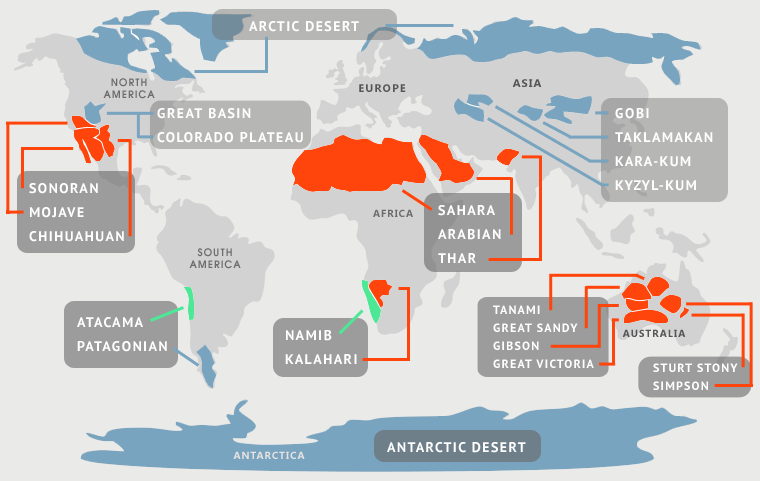 ARCTIC DESERT
NORTH
AMERICA
EUROPE
ASIA
GREAT BASIN
COLORADO PLATEAU
GOBI
TAKLAMAKAN
KARA-KUM
KYZYL-KUM
SONORAN
MOJAVE
CHIHUAHUAN
AFRICA
SAHARA
ARABIAN
THAR
SOUTH
AMERICA
ATACAMA
PATAGONIAN
NAMIB
KALAHARI
TANAMI
GREAT SANDY
GIBSON
GREAT VICTORIA
AUSTRALIA
STURT STONY
SIMPSON
ANTARCTICA
ANTARCTIC DESERT